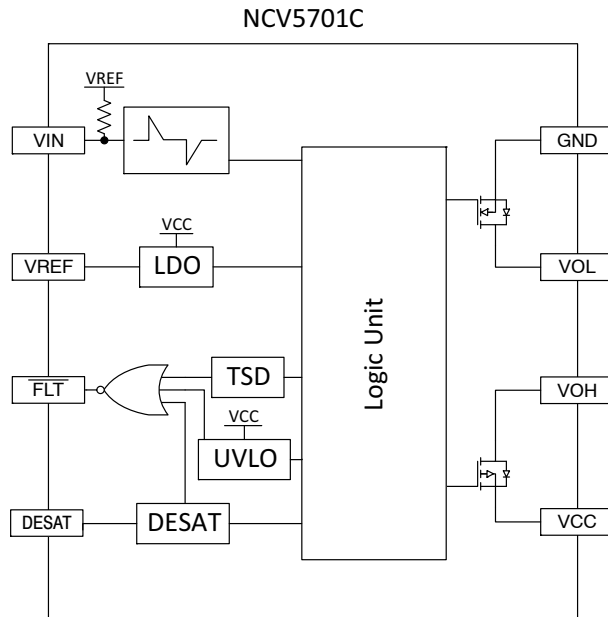 NCV5701C
VREF
VIN
GND
VCC
VREF
LDO
VOL
Logic Unit
FLT
TSD
VOH
VCC
UVLO
DESAT
DESAT
VCC